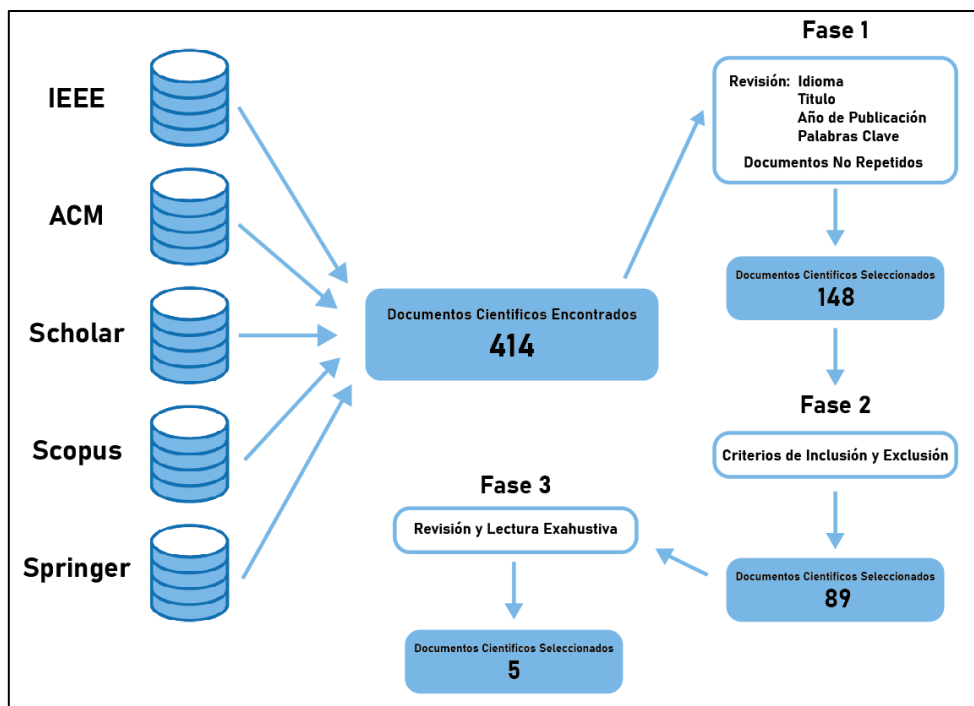 IEEE
ACM
Scholar
Scopus
Springer
Documentos Cientificos Encontrados
414
Fase 1
Revisión: Idioma
Titulo
Año de Publicación
Palabras Clave
Documentos No Repetidos
Documentos Cientificos Seleccionados
148
Fase 2
Criterios de Inclusión y Exclusión
Documentos Cientificos Seleccionados
89
Fase 3
Revisión y Lectura Exahustiva
Documentos Cientificos Seleccionados
5